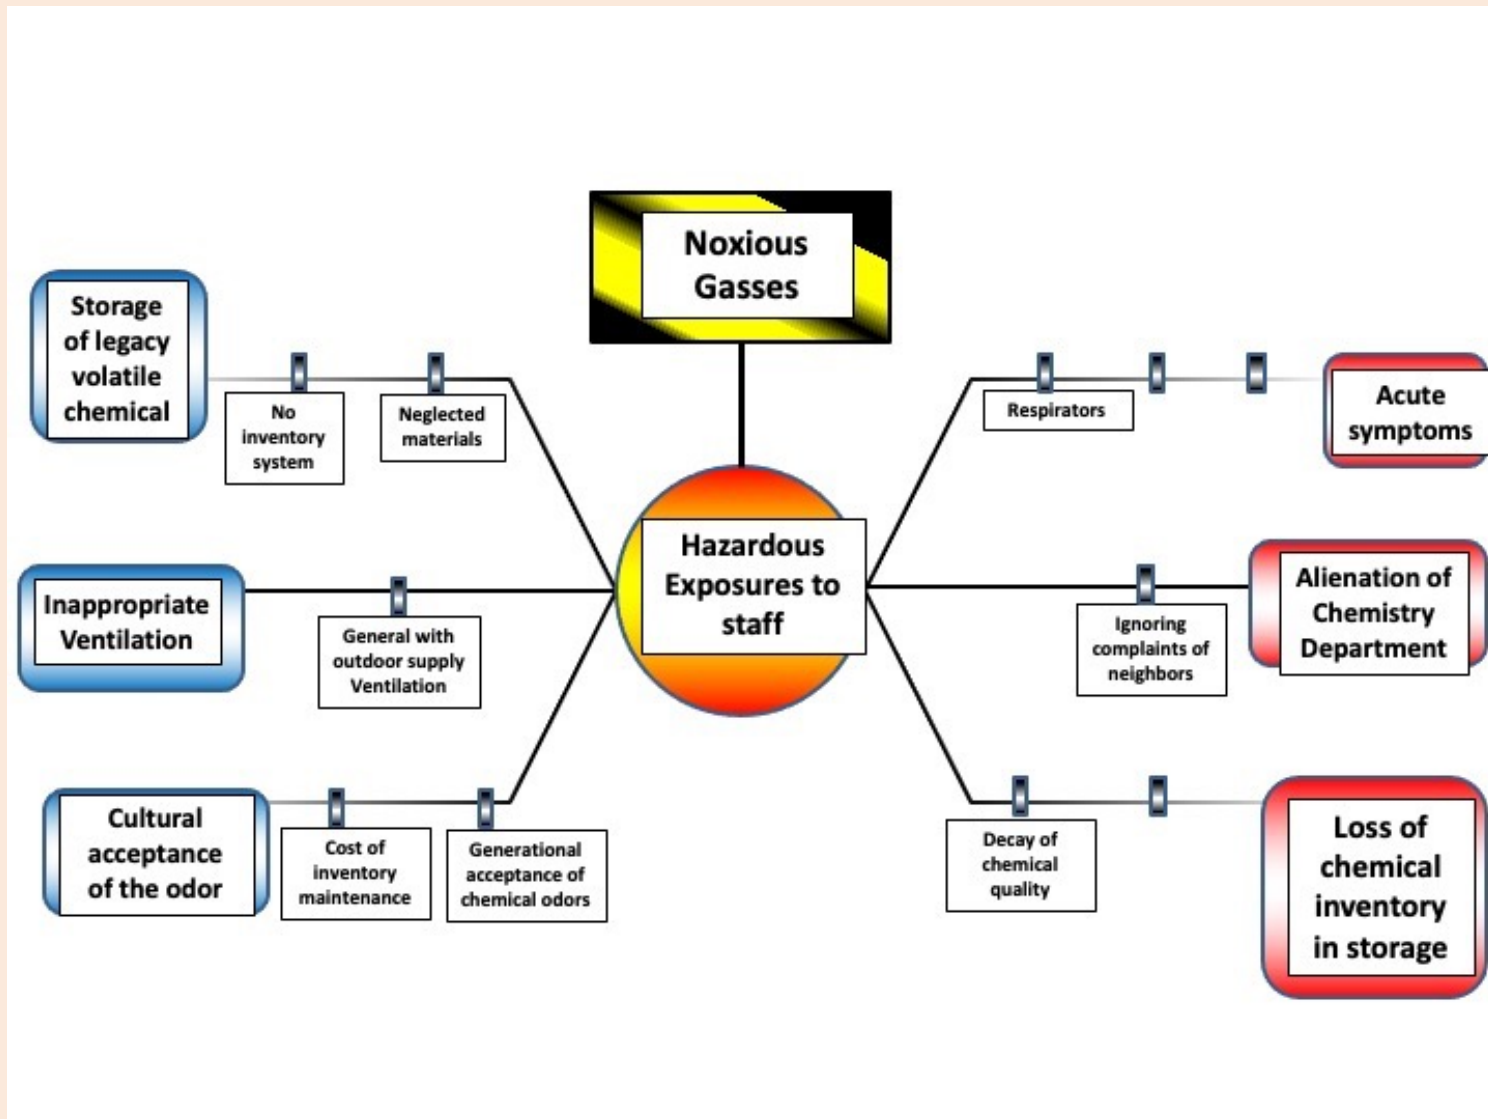 Noxious
Gasses
Storage
of legacy
volatile
chemical
No
inventory
system
Neglected
materials
Respirators
Acute
symptoms
Hazardous
Exposures to
staff
Inappropriate
Ventilation
General with
outdoor supply
Ventilation
Ignoring
complaints of
neighbors
Alienation of
Chemistry
Department
Cultural
acceptance
of the odor
Cost of
inventory
maintenance
Generational
acceptance of
chemical odors
Decay of
chemical
quality
Loss of
chemical
inventory
in storage